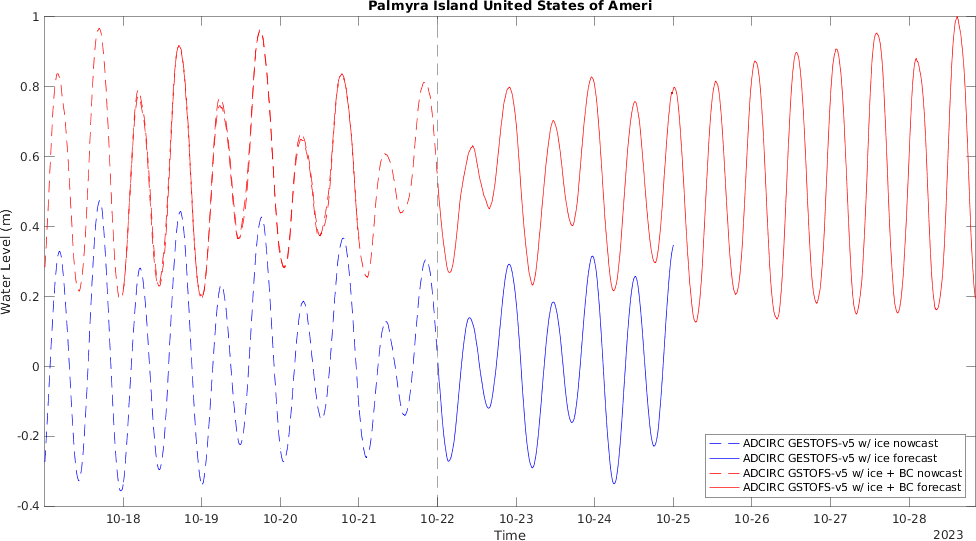 Palmyra Island United States of Ameri
Water Level (m)
1
0.8
0.6
0.4
0.2
0
-0.2
-0.4
ADCIRC GESTOFS-v5 w/ ice nowcast
ADCIRC GESTOFS-v5 w/ ice forecast
ADCIRC GSTOFS-v5 w/ ice + BC nowcast
ADCIRC GSTOFS-v5 w/ ice + BC forecast
10-18 10-19 10-20 10-21 10-22 10-23 10-24 10-25 10-26 10-27 10-28
Time
2023